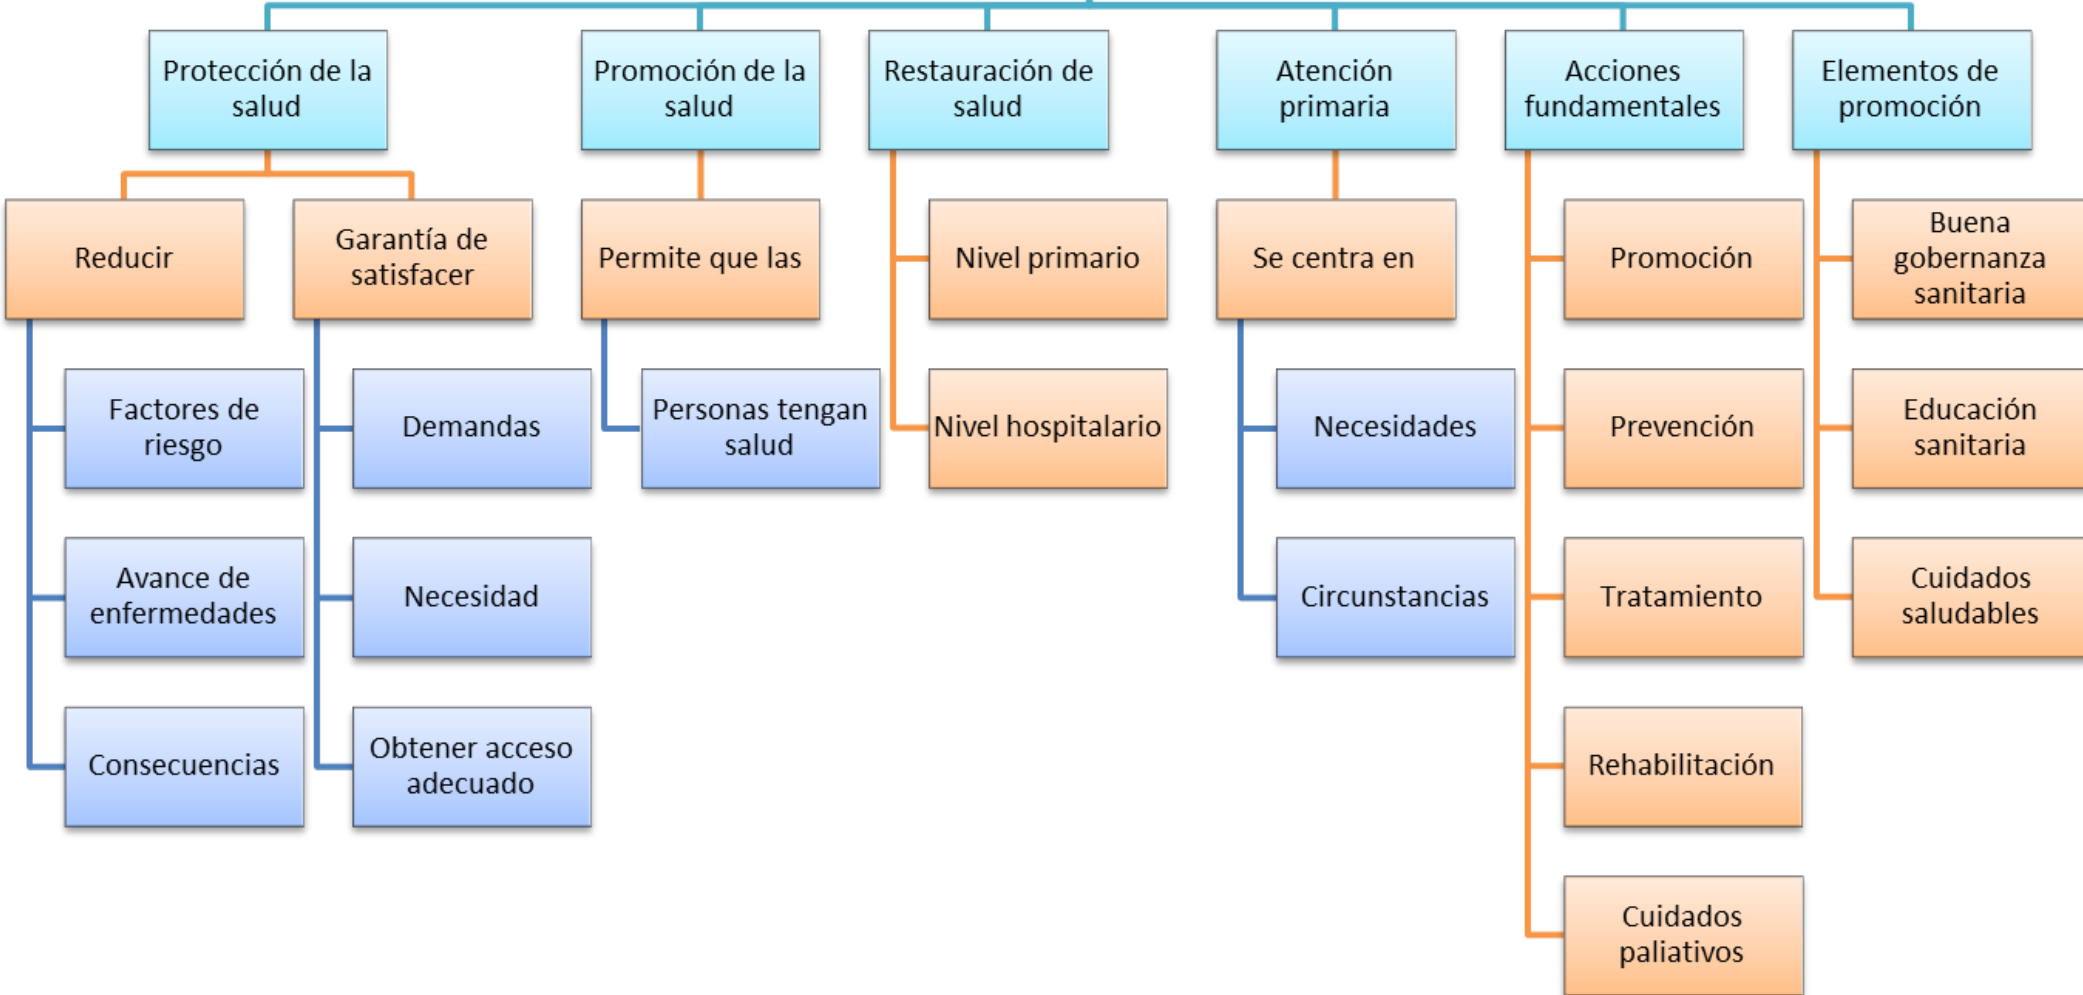 Protección de la
salud
Promoción de la
salud
Restauración de
salud
Atención
primaria
Acciones
fundamentales
Elementos de
promoción
Reducir
Garantía de
satisfacer
Permite que las
Nivel primario
Se centra en
Promoción
Buena
gobernanza
sanitaria
Factores de
riesgo
Demandas
Personas tengan
salud
Nivel hospitalario
Necesidades
Prevención
Educación
sanitaria
Avance de
enfermedades
Necesidad
Circunstancias
Tratamiento
Cuidados
saludables
Consecuencias
Obtener acceso
adecuado
Rehabilitación
Cuidados
paliativos